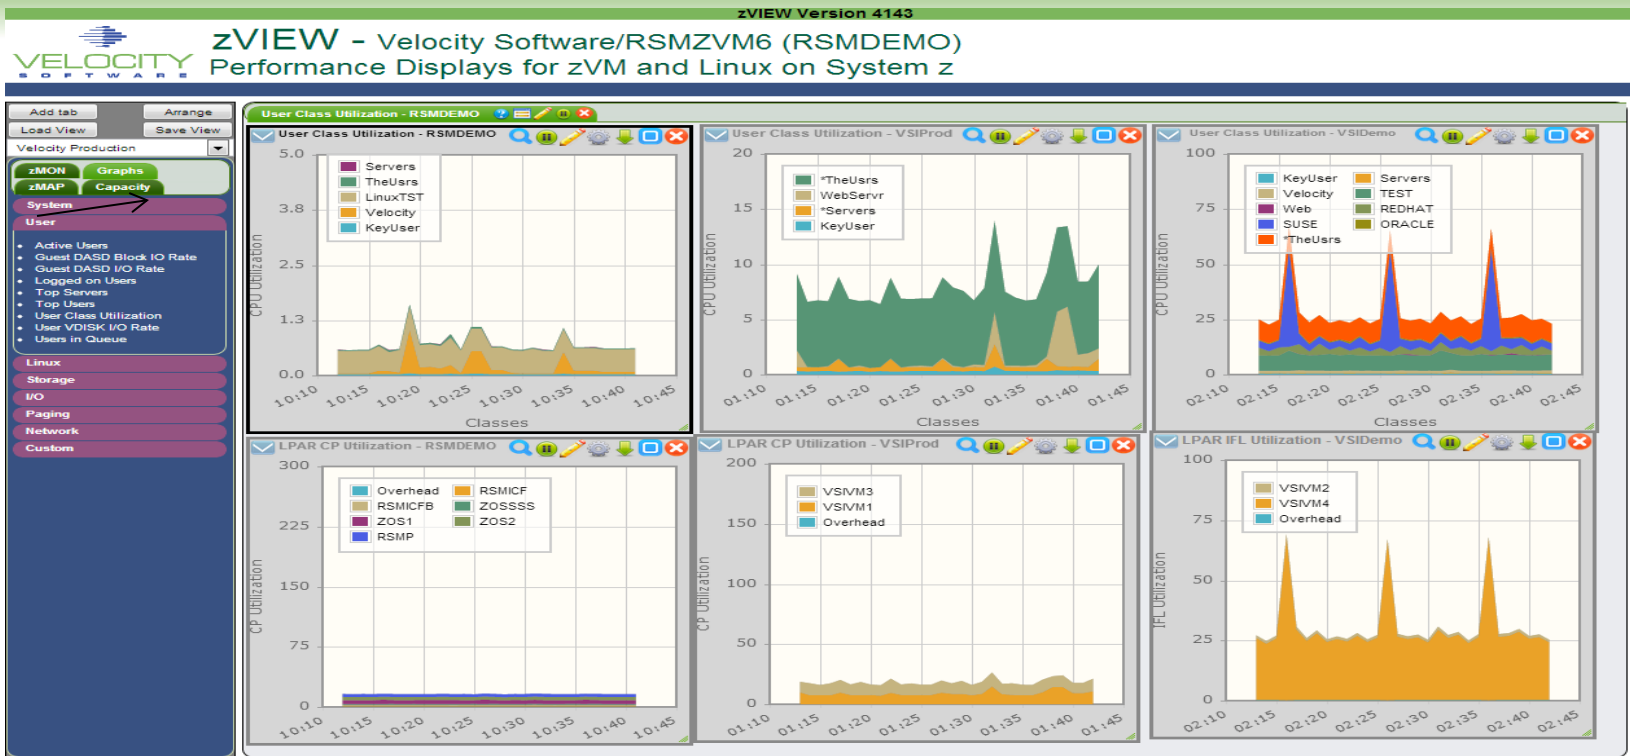 zVIEW Version 4143
VELOCITY
SOFTWARE
zVIEW - Velocity Software/RSMZVM6 (RSMDEMO)
Performance Displays for zVM and Linux on System z
Add tab
Arrange
Load View
Save View
Velocity Production
zMON
Graphs
zMAP
Capacity
System
User
Active Users
Guest DASD Block IO Rate
Guest DASD I/O Rate
Logged on Users
Top Servers
Top Users
User Class Utilization
User VDISK I/O Rate
Users in Queue
Linux
Storage
I/O
Paging
Network
Custom
User Class Utilization - RSMDEMO
User Class Utilization - RSMDEMO
5.0
3.8
2.5
1.3
0.0
CPU Utilization
Servers
TheUsrs
LinuxTST
Velocity
KeyUser
10:10 10:15 10:20 10:25 10:30 10:35 10:40 10:45
Classes
User Class Utilization - VSIProd
20
15
10
5
0
CPU Utilization
*TheUsrs
WebServr
*Servers
KeyUser
01:10 01:15 01:20 01:25 01:30 01:35 01:40 01:45
Classes
User Class Utilization - VSIDemo
100
75
50
25
0
CPU Utilization
KeyUser Servers
Velocity TEST
Web REDHAT
SUSE ORACLE
*TheUsrs
02:10 02:15 02:20 02:25 02:30 02:35 02:40 02:45
Classes
LPAR CP Utilization - RSMDEMO
300
225
150
75
0
CP Utilization
Overhead RSMICF
RSMICFB ZOSSSS
ZOS1 ZOS2
RSMP
10:10 10:15 10:20 10:25 10:30 10:35 10:40 10:45
LPAR CP Utilization - VSIProd
200
150
100
50
0
CP Utilization
VSIVM3
VSIVM1
Overhead
01:10 01:15 01:20 01:25 01:30 01:35 01:40 01:45
LPAR IFL Utilization - VSIDemo
100
75
50
25
0
IFL Utilization
VSIVM2
VSIVM4
Overhead
02:10 02:15 02:20 02:25 02:30 02:35 02:40 02:45